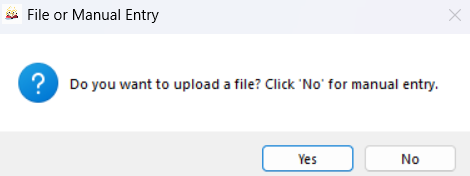 File or Manual Entry
Do you want to upload a file? Click 'No' for manual entry.
Yes
No